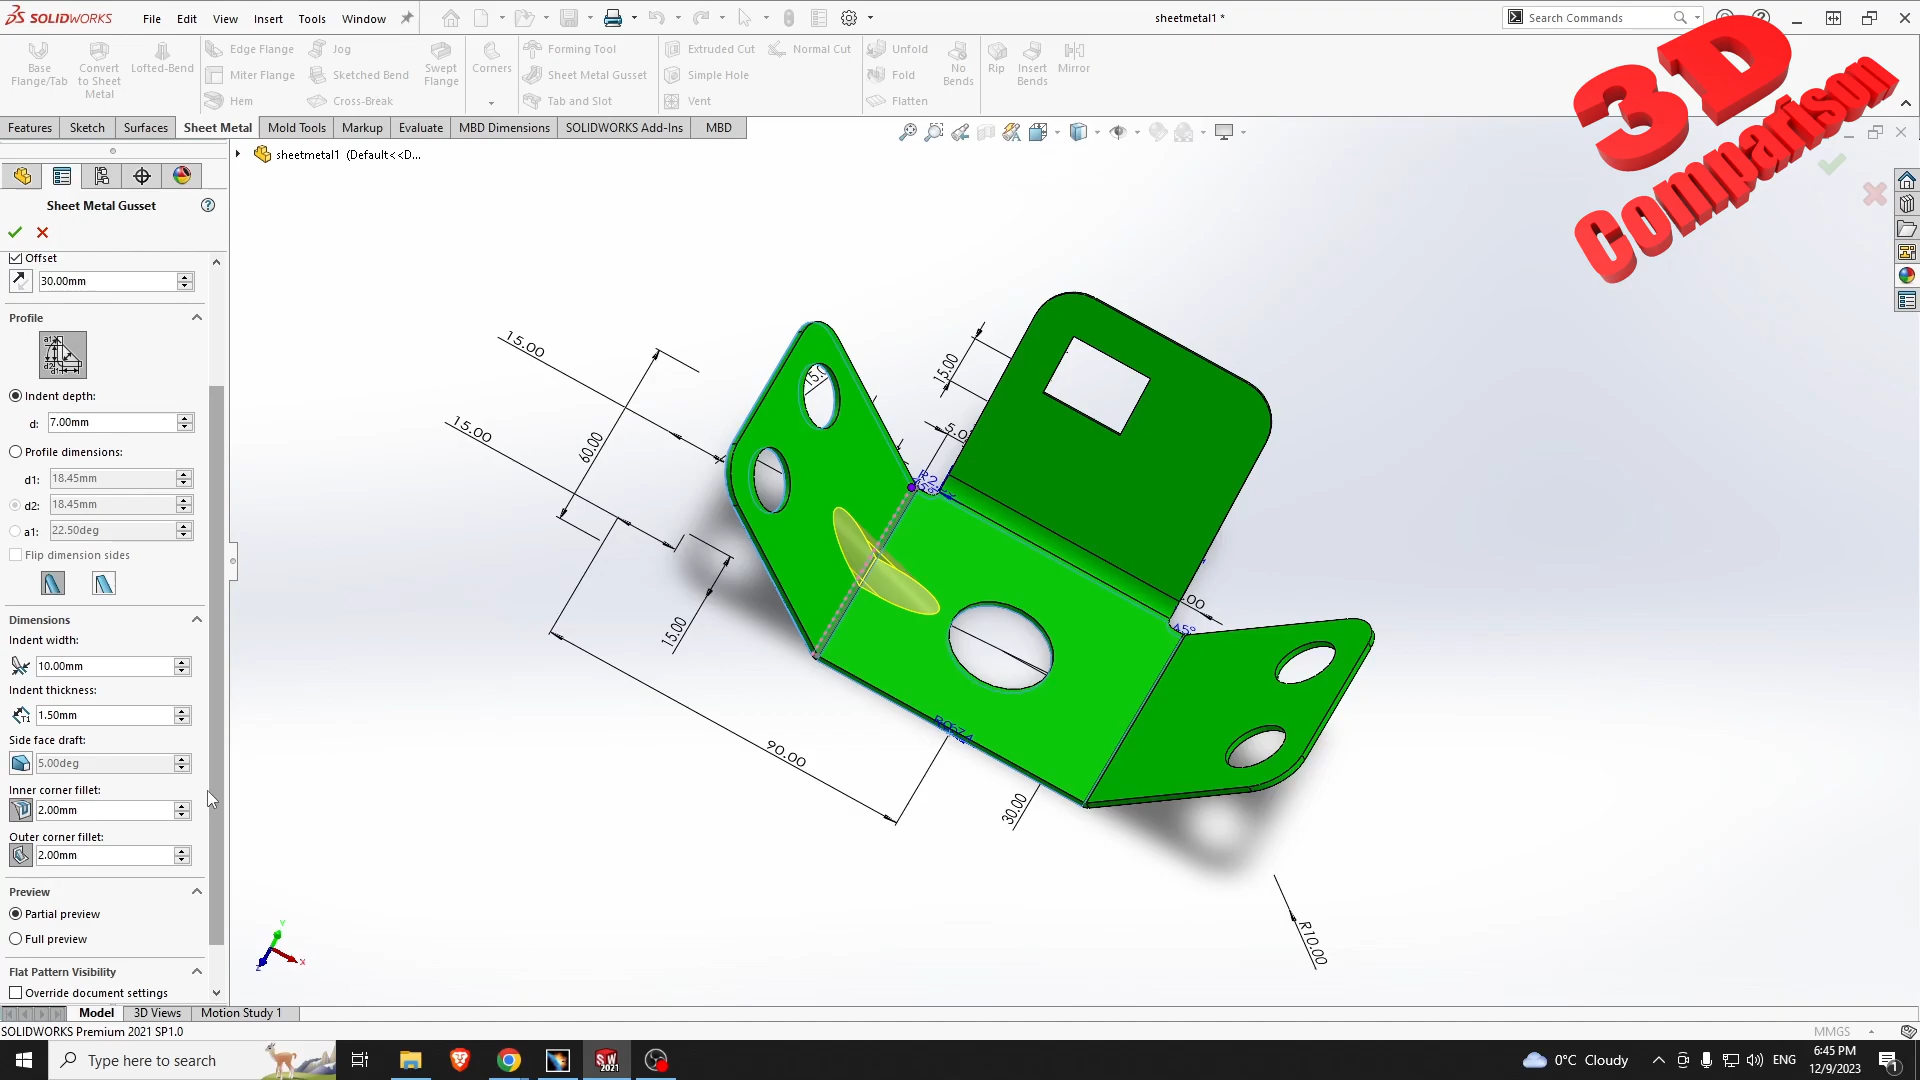 SOLIDWORKS
File Edit View Insert Tools Window
sheetmetal1 *
Search Commands
Base Flange/Tab
Convert to Sheet Metal
Lofted-Bend
Edge Flange
Miter Flange
Hem
Jog
Sketched Bend
Cross-Break
Swept Flange
Corners
Forming Tool
Sheet Metal Gusset
Tab and Slot
Extruded Cut
Simple Hole
Vent
Normal Cut
Unfold
Fold
Flatten
No Bends
Rip
Insert Bends
Mirror
3D
Comparison
Features Sketch Surfaces Sheet Metal Mold Tools Markup Evaluate MBD Dimensions SOLIDWORKS Add-Ins MBD
sheetmetal1 (Default<<D...
Sheet Metal Gusset
Offset
30.00mm
Profile
Indent depth:
d: 7.00mm
Profile dimensions:
d1: 18.45mm
d2: 18.45mm
a1: 22.50deg
Flip dimension sides
Dimensions
Indent width:
10.00mm
Indent thickness:
1.50mm
Side face draft:
5.00deg
Inner corner fillet:
2.00mm
Outer corner fillet:
2.00mm
Preview
Partial preview
Full preview
Flat Pattern Visibility
Override document settings
15.00
15.00
60.00
15.00
15.00
90.00
30.00
R10.00
45°
Model 3D Views Motion Study 1
SOLIDWORKS Premium 2021 SP1.0
MMGS
Type here to search
0°C Cloudy
ENG
6:45 PM
12/9/2023